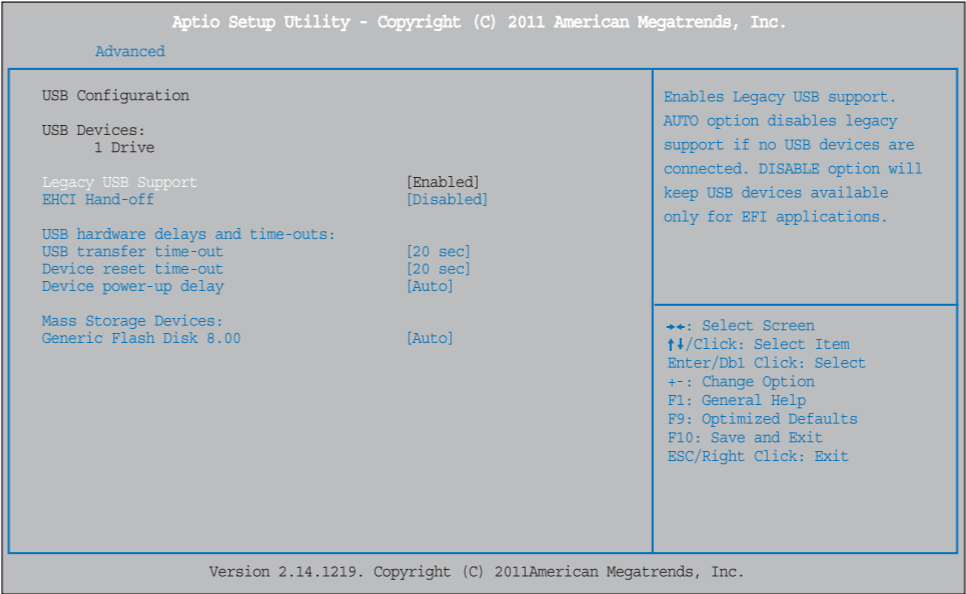 Aptio Setup Utility - Copyright (C) 2011 American Megatrends, Inc.
Advanced
USB Configuration
USB Devices:
1 Drive
Legacy USB Support [Enabled]
EHCI Hand-off [Disabled]
USB hardware delays and time-outs:
USB transfer time-out [20 sec]
Device reset time-out [20 sec]
Device power-up delay [Auto]
Mass Storage Devices:
Generic Flash Disk 8.00 [Auto]
Enables Legacy USB support.
AUTO option disables legacy
support if no USB devices are
connected. DISABLE option will
keep USB devices available
only for EFI applications.
→←: Select Screen
↑↓/Click: Select Item
Enter/Dbl Click: Select
+-: Change Option
F1: General Help
F9: Optimized Defaults
F10: Save and Exit
ESC/Right Click: Exit
Version 2.14.1219. Copyright (C) 2011American Megatrends, Inc.